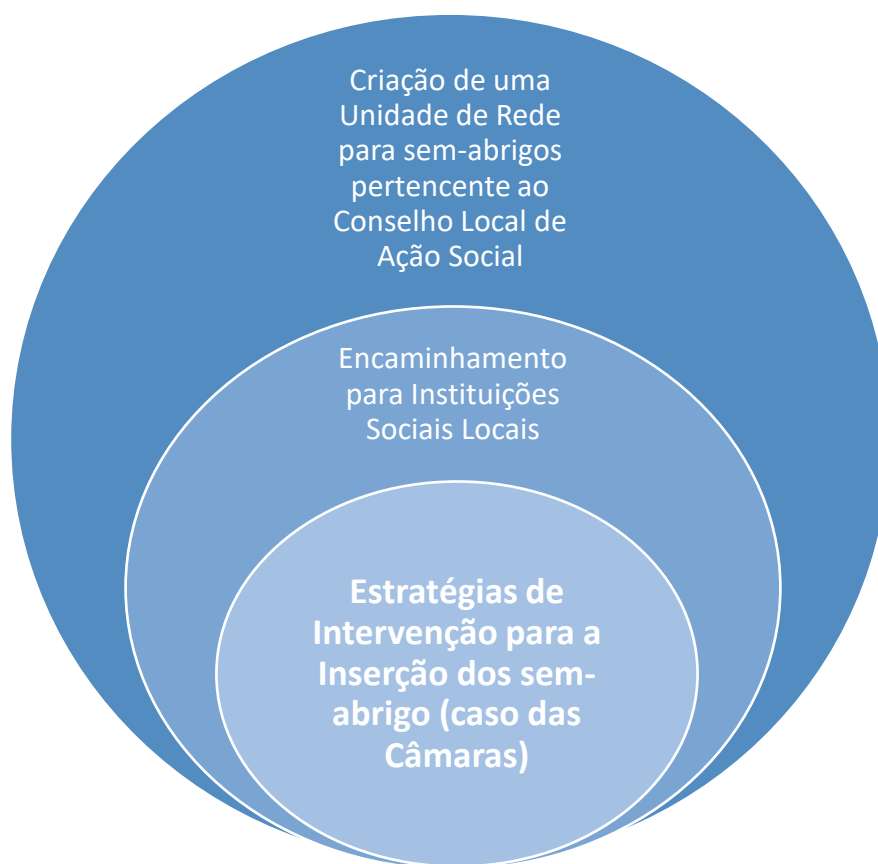 Criação de uma
Unidade de Rede
para sem-abrigos
pertencente ao
Conselho Local de
Ação Social
Encaminhamento
para Instituições
Sociais Locais
Estratégias de
Intervenção para a
Inserção dos sem-
abrigo (caso das
Câmaras)